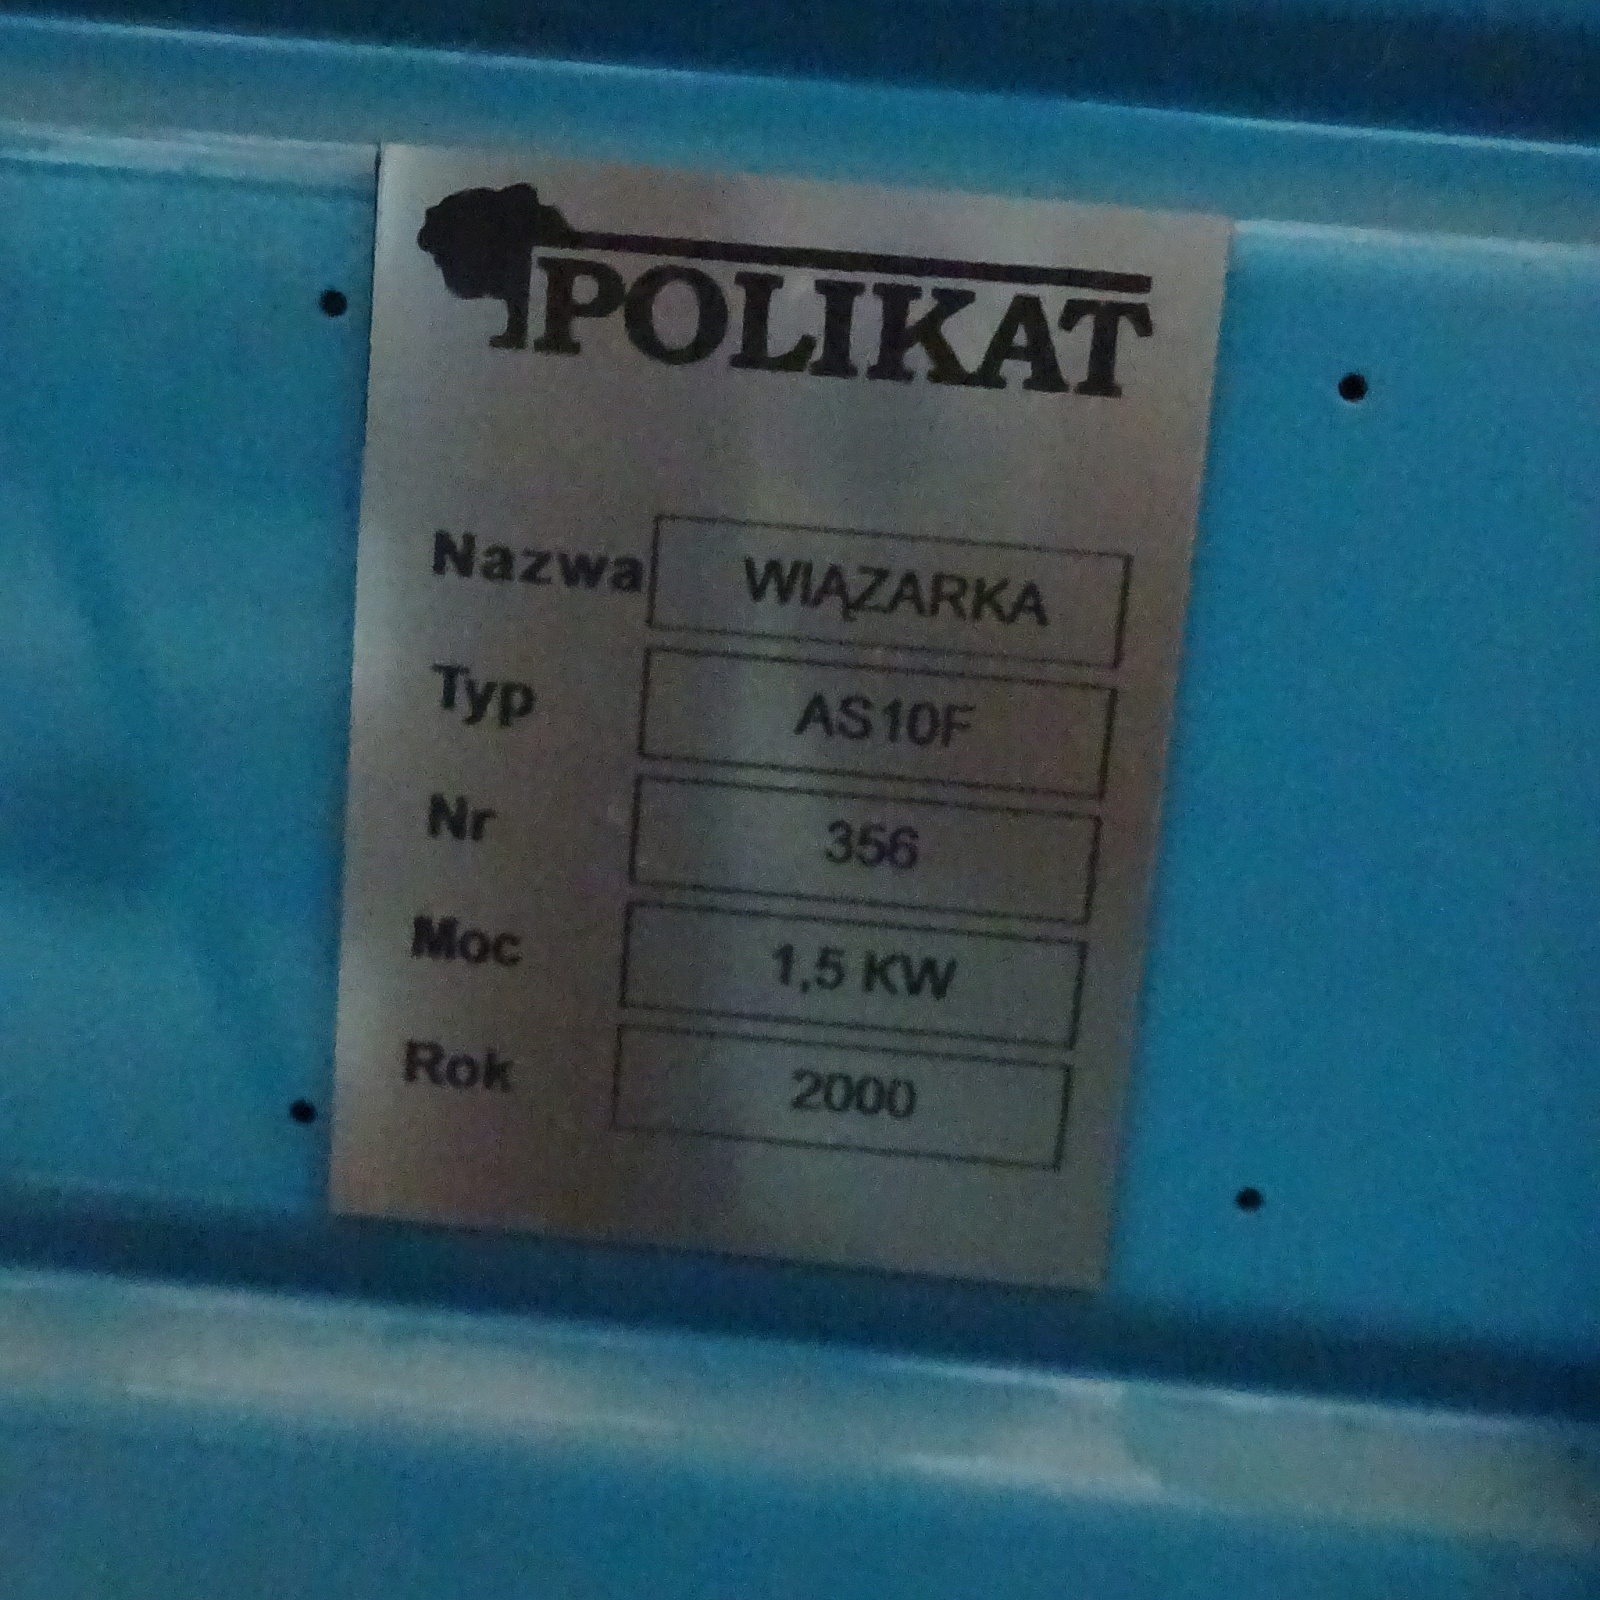 POLIKAT
Nazwa WIĄZARKA
Typ AS10F
Nr 356
Moc 1,5 KW
Rok 2000